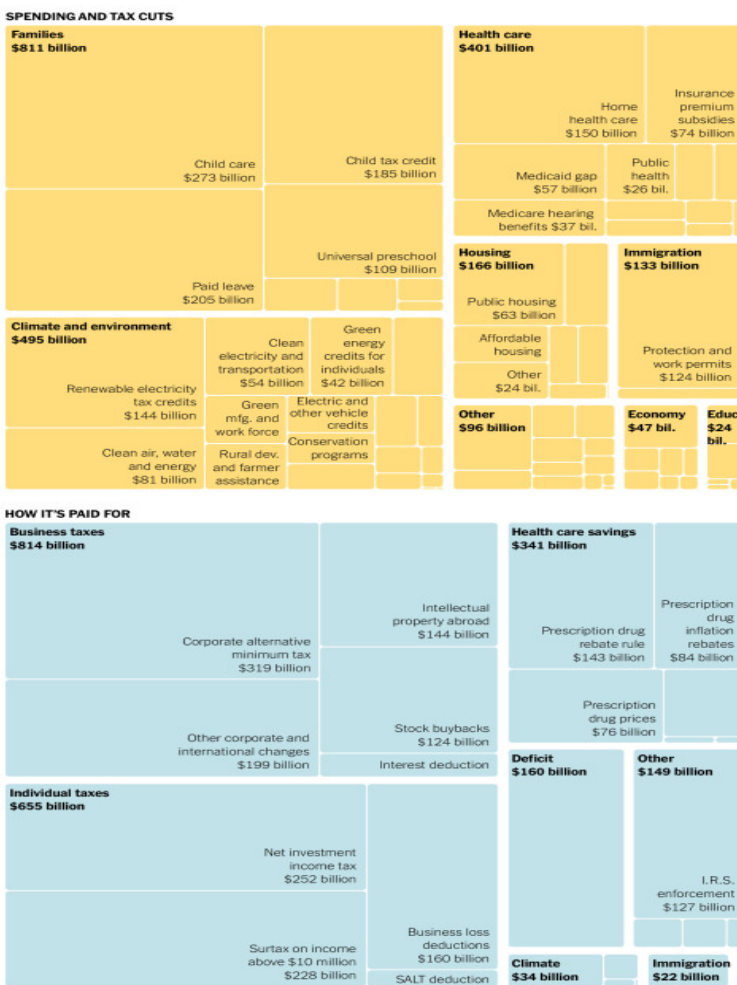 SPENDING AND TAX CUTS
Families
$811 billion
Child care
$273 billion
Child tax credit
$185 billion
Paid leave
$205 billion
Universal preschool
$109 billion
Health care
$401 billion
Home
health care
$150 billion
Insurance
premium
subsidies
$74 billion
Medicaid gap
$57 billion
Public
health
$26 bil.
Medicare hearing
benefits $37 bil.
Climate and environment
$495 billion
Renewable electricity
tax credits
$144 billion
Clean air, water
and energy
$81 billion
Clean
electricity and
transportation
$54 billion
Green
energy
credits for
individuals
$42 billion
Green
mfg. and
work force
Electric and
other vehicle
credits
Rural dev.
and farmer
assistance
Conservation
programs
Housing
$166 billion
Public housing
$63 billion
Affordable
housing
Other
$24 bil.
Immigration
$133 billion
Protection and
work permits
$124 billion
Other
$96 billion
Economy
$47 bil.
Educ
$24
bil.
HOW IT'S PAID FOR
Business taxes
$814 billion
Corporate alternative
minimum tax
$319 billion
Intellectual
property abroad
$144 billion
Other corporate and
international changes
$199 billion
Stock buybacks
$124 billion
Interest deduction
Health care savings
$341 billion
Prescription drug
rebate rule
$143 billion
Prescription
drug
inflation
rebates
$84 billion
Prescription
drug prices
$76 billion
Individual taxes
$655 billion
Net investment
income tax
$252 billion
Surtax on income
above $10 million
$228 billion
Business loss
deductions
$160 billion
SALT deduction
Deficit
$160 billion
Other
$149 billion
I.R.S.
enforcement
$127 billion
Climate
$34 billion
Immigration
$22 billion